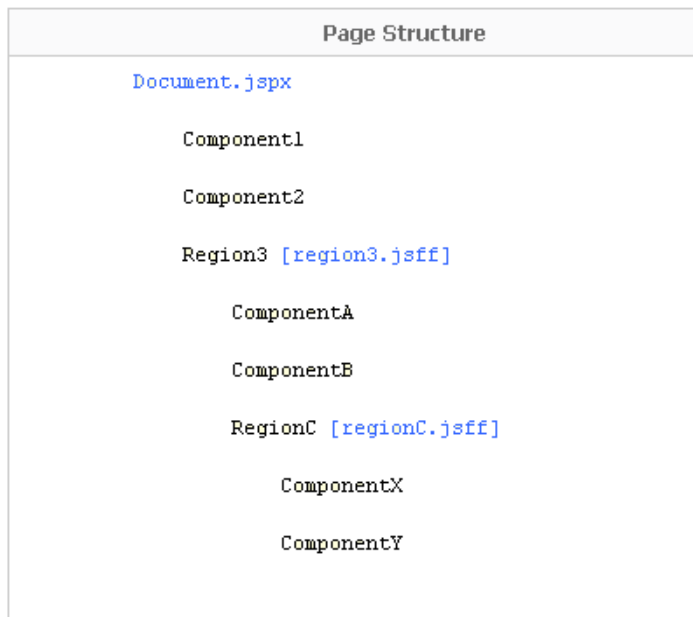 Page Structure
Document.jspx
Component1
Component2
Region3 [region3.jsff]
ComponentA
ComponentB
RegionC [regionC.jsff]
ComponentX
ComponentY